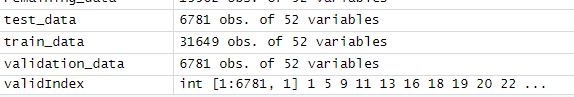 test_data 6781 obs. of 52 variables
train_data 31649 obs. of 52 variables
validation_data 6781 obs. of 52 variables
validIndex int [1:6781, 1] 1 5 9 11 13 16 18 19 20 22 ...